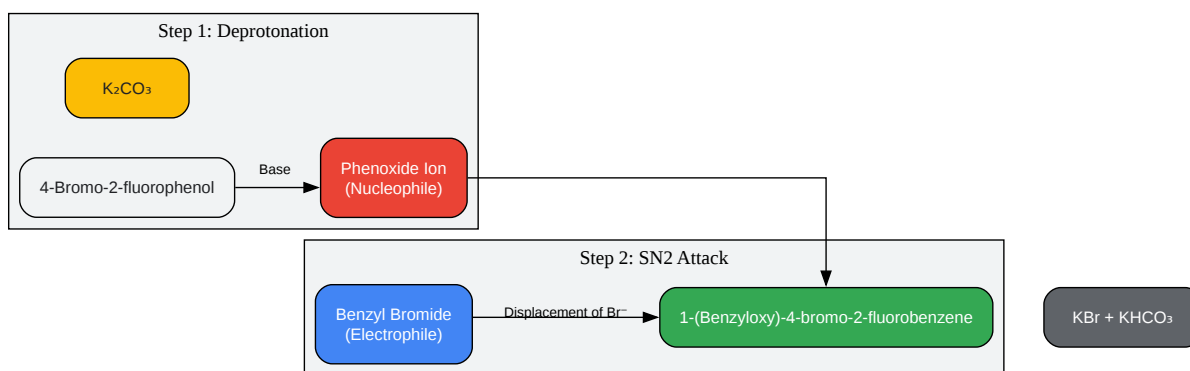 Step 1: Deprotonation
K₂CO₃
4-Bromo-2-fluorophenol
Base
Phenoxide Ion
(Nucleophile)
Step 2: SN2 Attack
Benzyl Bromide
(Electrophile)
Displacement of Br⁻
1-(Benzyloxy)-4-bromo-2-fluorobenzene
KBr + KHCO₃